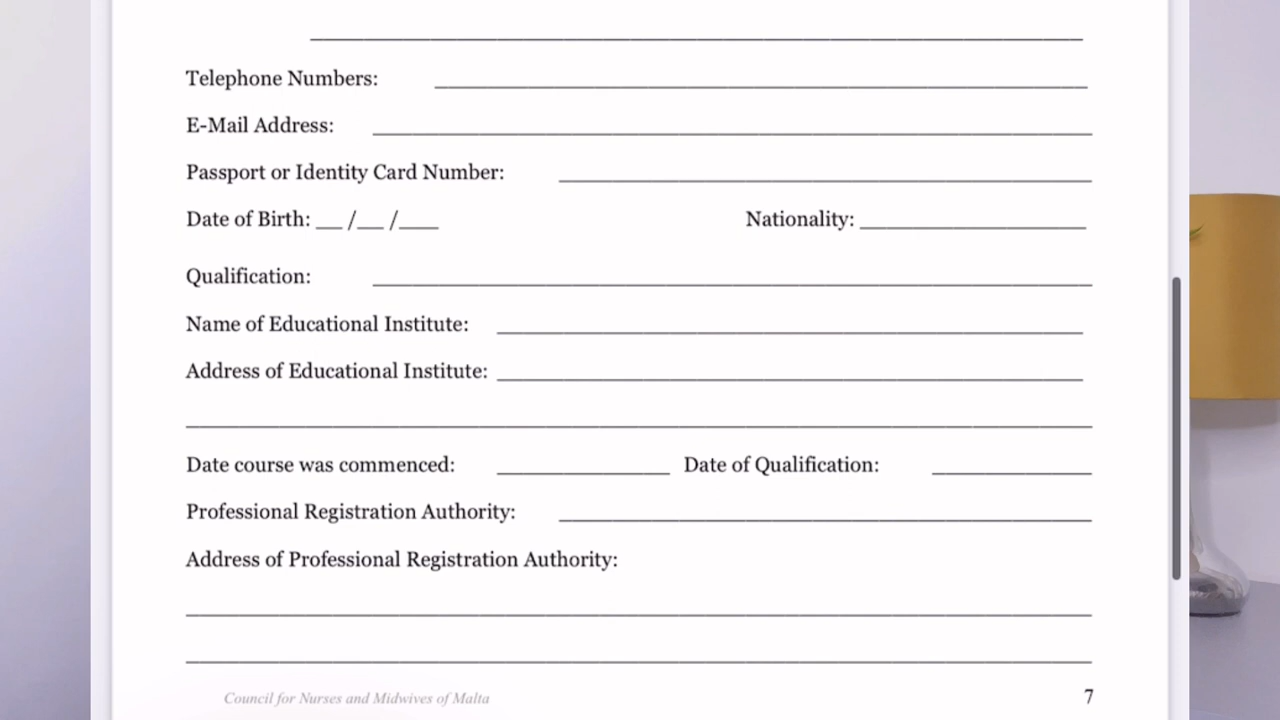 Telephone Numbers:
E-Mail Address:
Passport or Identity Card Number:
Date of Birth: __ /__ /___ Nationality:
Qualification:
Name of Educational Institute:
Address of Educational Institute:
Date course was commenced: Date of Qualification:
Professional Registration Authority:
Address of Professional Registration Authority:
Council for Nurses and Midwives of Malta 7